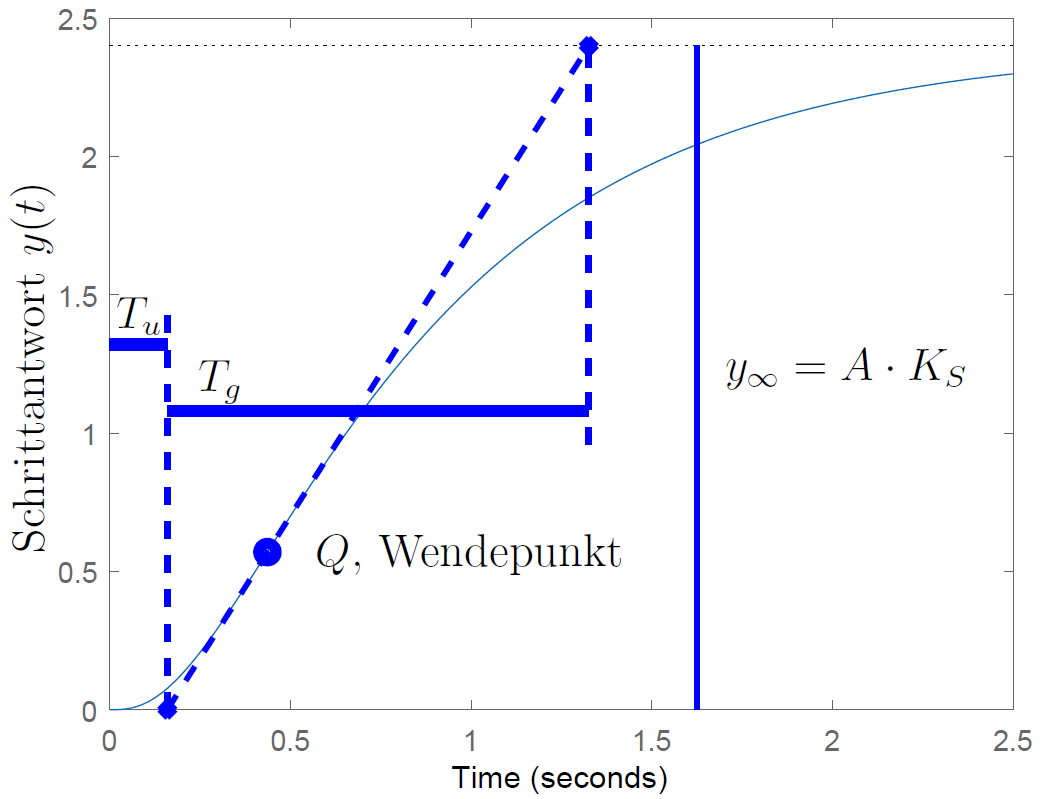 2.5
2
1.5
1
0.5
0
Schrittantwort y(t)
T_u
T_g
y_∞ = A · K_S
Q, Wendepunkt
0 0.5 1 1.5 2 2.5
Time (seconds)